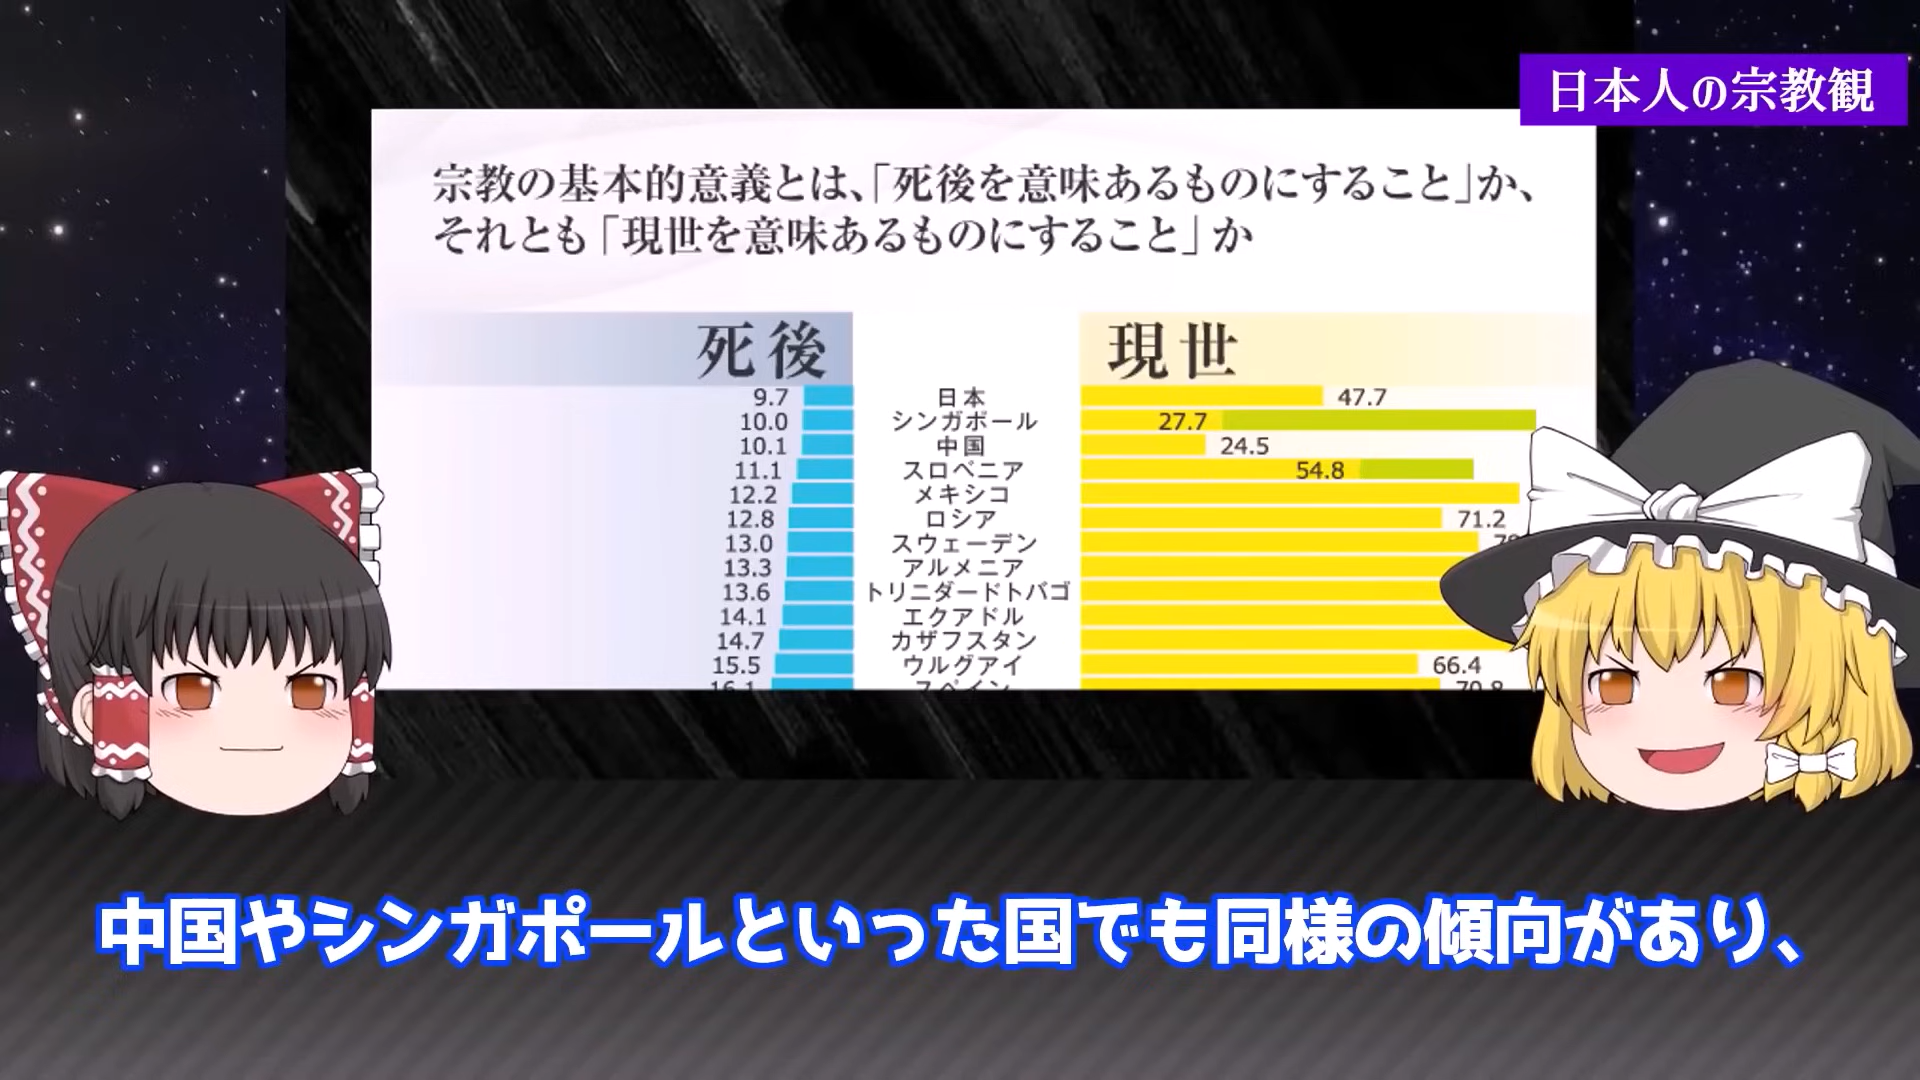 日本人の宗教観
宗教の基本的意義とは、「死後を意味あるものにすること」か、
それとも「現世を意味あるものにすること」か
死後 現世
9.7 日本 47.7
10.0 シンガポール 27.7
10.1 中国 24.5
11.1 スロベニア 54.8
12.2 メキシコ
12.8 ロシア 71.2
13.0 スウェーデン
13.3 アルメニア
13.6 トリニダードトバゴ
14.1 エクアドル
14.7 カザフスタン
15.5 ウルグアイ 66.4
16.1 スペイン 70.8
中国やシンガポールといった国でも同様の傾向があり、